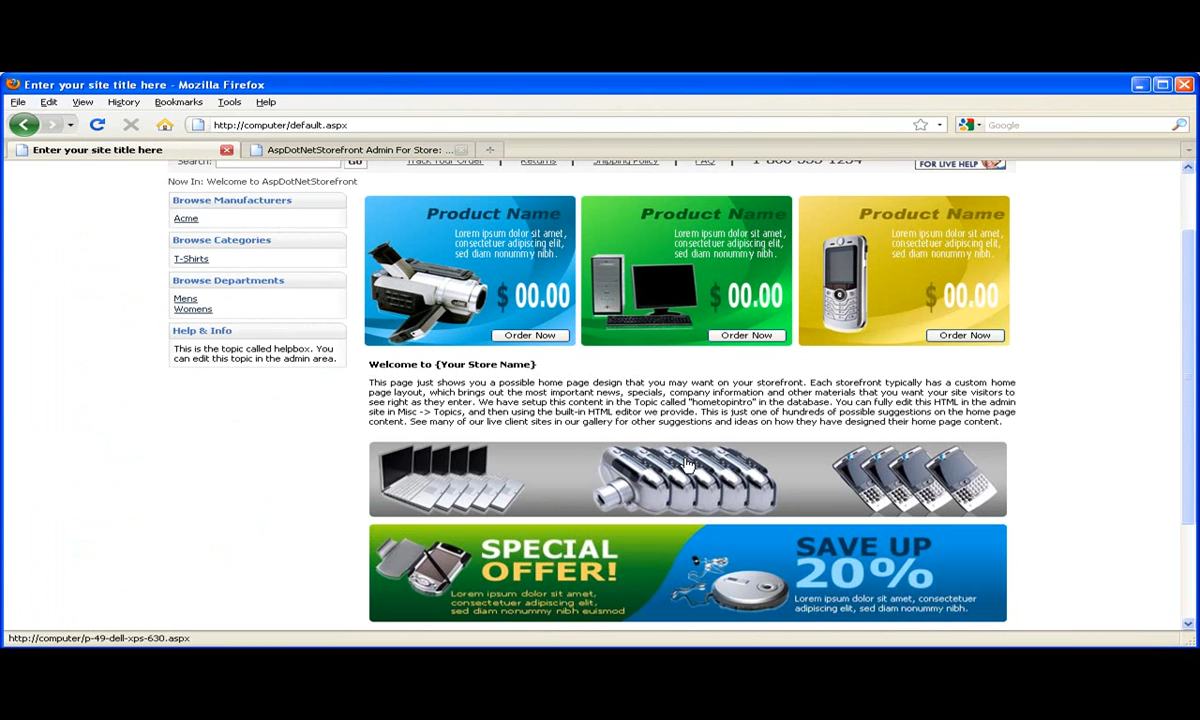 Enter your site title here - Mozilla Firefox
File Edit View History Bookmarks Tools Help
http://computer/default.aspx
Google
Enter your site title here
AspDotNetStorefront Admin For Store: ...
Search: GO Track Your Order | Returns | Shipping Policy | FAQ | 1-800-555-1234 FOR LIVE HELP
Now In: Welcome to AspDotNetStorefront
Browse Manufacturers
Acme
Browse Categories
T-Shirts
Browse Departments
Mens
Womens
Help & Info
This is the topic called helpbox. You
can edit this topic in the admin area.
Product Name
Lorem ipsum dolor sit amet,
consectetuer adipiscing elit,
sed diam nonummy nibh.
$ 00.00
Order Now
Product Name
Lorem ipsum dolor sit amet,
consectetuer adipiscing elit,
sed diam nonummy nibh.
$ 00.00
Order Now
Product Name
Lorem ipsum dolor sit amet,
consectetuer adipiscing elit,
sed diam nonummy nibh.
$ 00.00
Order Now
Welcome to {Your Store Name}
This page just shows you a possible home page design that you may want on your storefront. Each storefront typically has a custom home
page layout, which brings out the most important news, specials, company information and other materials that you want your site visitors to
see right as they enter. We have setup this content in the Topic called "hometopintro" in the database. You can fully edit this HTML in the admin
site in Misc -> Topics, and then using the built-in HTML editor we provide. This is just one of hundreds of possible suggestions on the home page
content. See many of our live client sites in our gallery for other suggestions and ideas on how they have designed their home page content.
SPECIAL
OFFER!
Lorem ipsum dolor sit amet,
consectetuer adipiscing elit,
sed diam nonummy nibh euismod
SAVE UP
20%
Lorem ipsum dolor sit amet, consectetuer
adipiscing elit, sed diam nonummy nibh.
http://computer/p-49-dell-xps-630.aspx